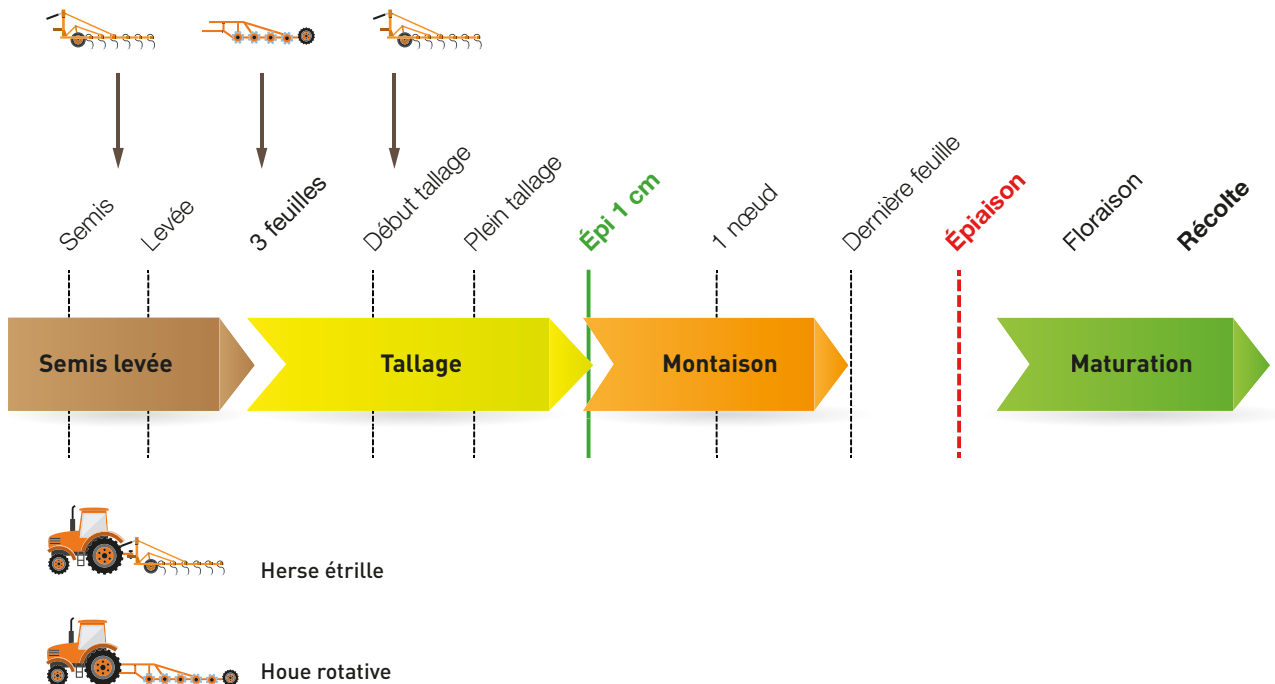 Semis
Levée
3 feuilles
Début tallage
Plein tallage
Épi 1 cm
1 nœud
Dernière feuille
Épiaison
Floraison
Récolte
Semis levée
Tallage
Montaison
Maturation
Herse étrille
Houe rotative